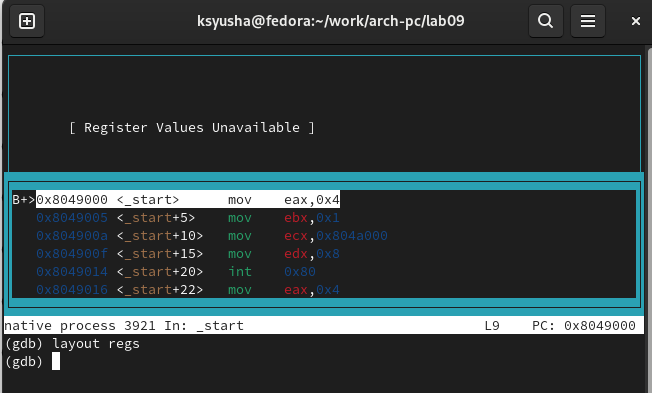 ksyusha@fedora:~/work/arch-pc/lab09
[ Register Values Unavailable ]
B+>0x8049000 <_start> mov eax,0x4
0x8049005 <_start+5> mov ebx,0x1
0x804900a <_start+10> mov ecx,0x804a000
0x804900f <_start+15> mov edx,0x8
0x8049014 <_start+20> int 0x80
0x8049016 <_start+22> mov eax,0x4
native process 3921 In: _start L9 PC: 0x8049000
(gdb) layout regs
(gdb)